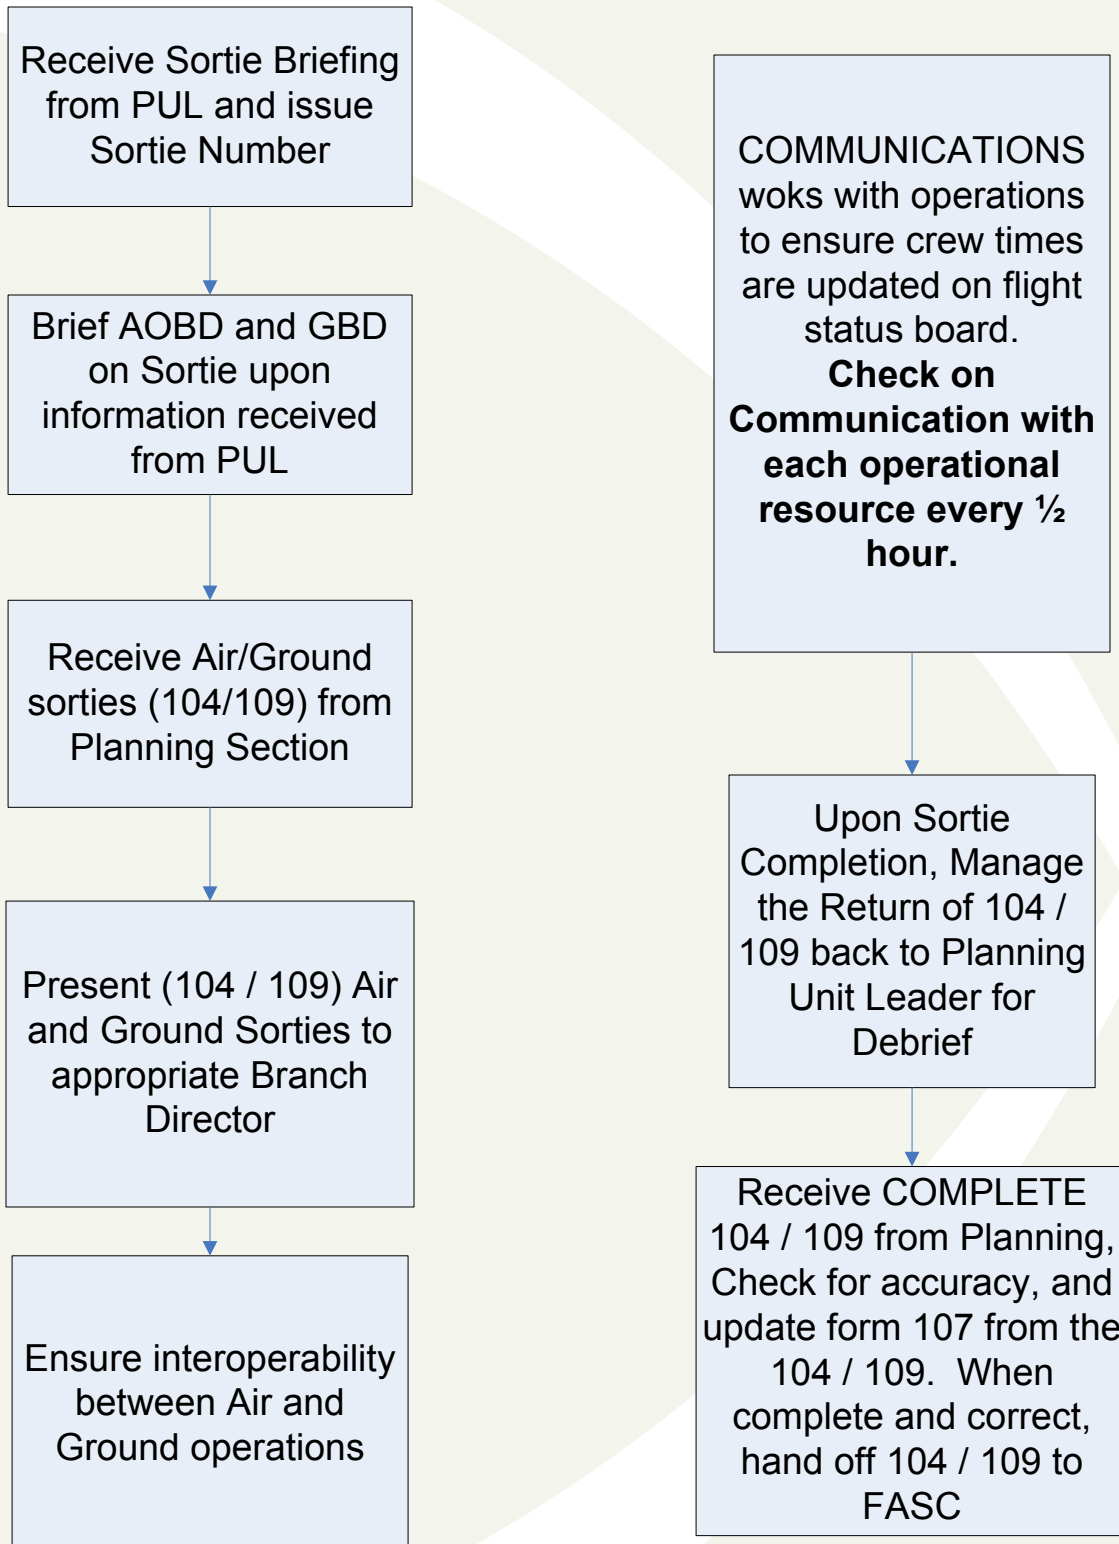 Receive Sortie Briefing
from PUL and issue
Sortie Number
Brief AOBD and GBD
on Sortie upon
information received
from PUL
Receive Air/Ground
sorties (104/109) from
Planning Section
Present (104 / 109) Air
and Ground Sorties to
appropriate Branch
Director
Ensure interoperability
between Air and
Ground operations
COMMUNICATIONS
woks with operations
to ensure crew times
are updated on flight
status board.
Check on
Communication with
each operational
resource every ½
hour.
Upon Sortie
Completion, Manage
the Return of 104 /
109 back to Planning
Unit Leader for
Debrief
Receive COMPLETE
104 / 109 from Planning,
Check for accuracy, and
update form 107 from the
104 / 109.  When
complete and correct,
hand off 104 / 109 to
FASC